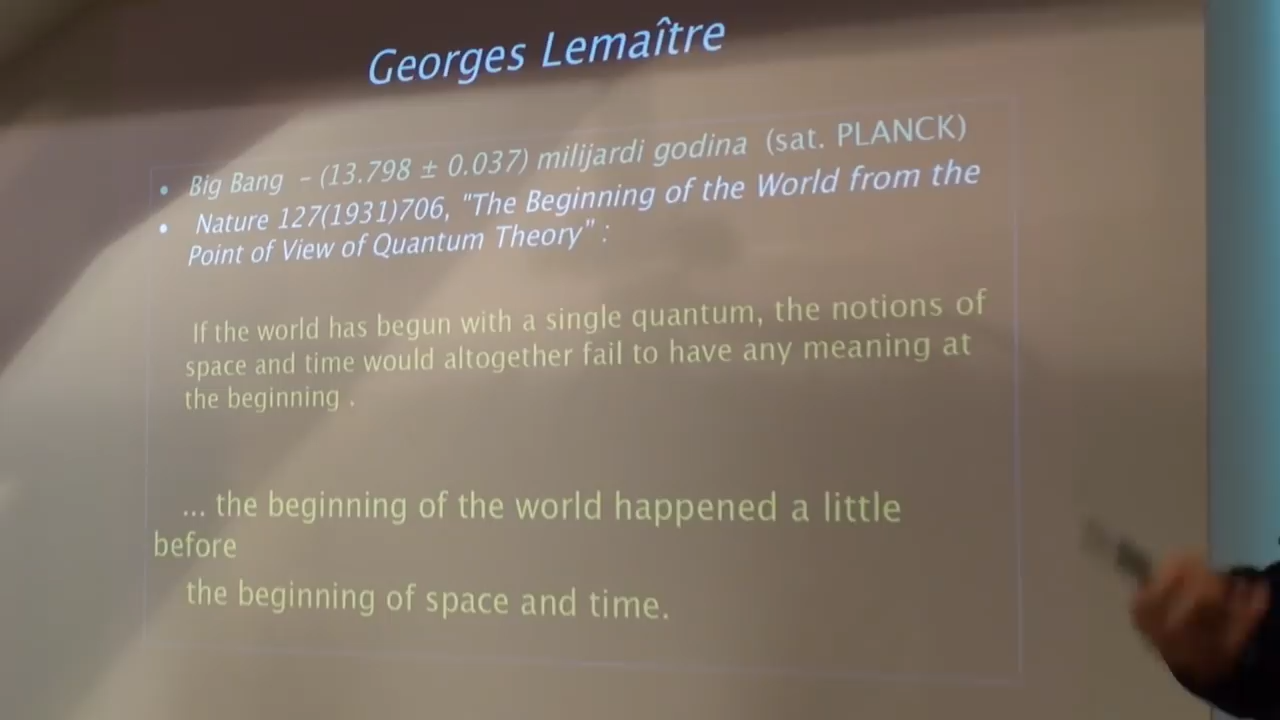 Georges Lemaître
• Big Bang – (13.798 ± 0.037) milijardi godina (sat. PLANCK)
• Nature 127(1931)706, "The Beginning of the World from the
Point of View of Quantum Theory" :
If the world has begun with a single quantum, the notions of
space and time would altogether fail to have any meaning at
the beginning .
... the beginning of the world happened a little
before
the beginning of space and time.